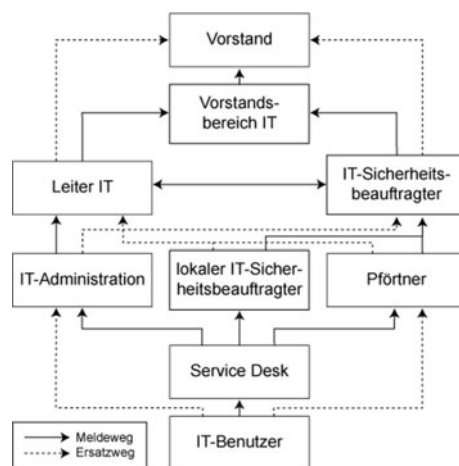 Vorstand
Vorstands-
bereich IT
Leiter IT
IT-Sicherheits-
beauftragter
IT-Administration
lokaler IT-Sicher-
heitsbeauftragter
Pförtner
Service Desk
IT-Benutzer
Meldeweg
Ersatzweg